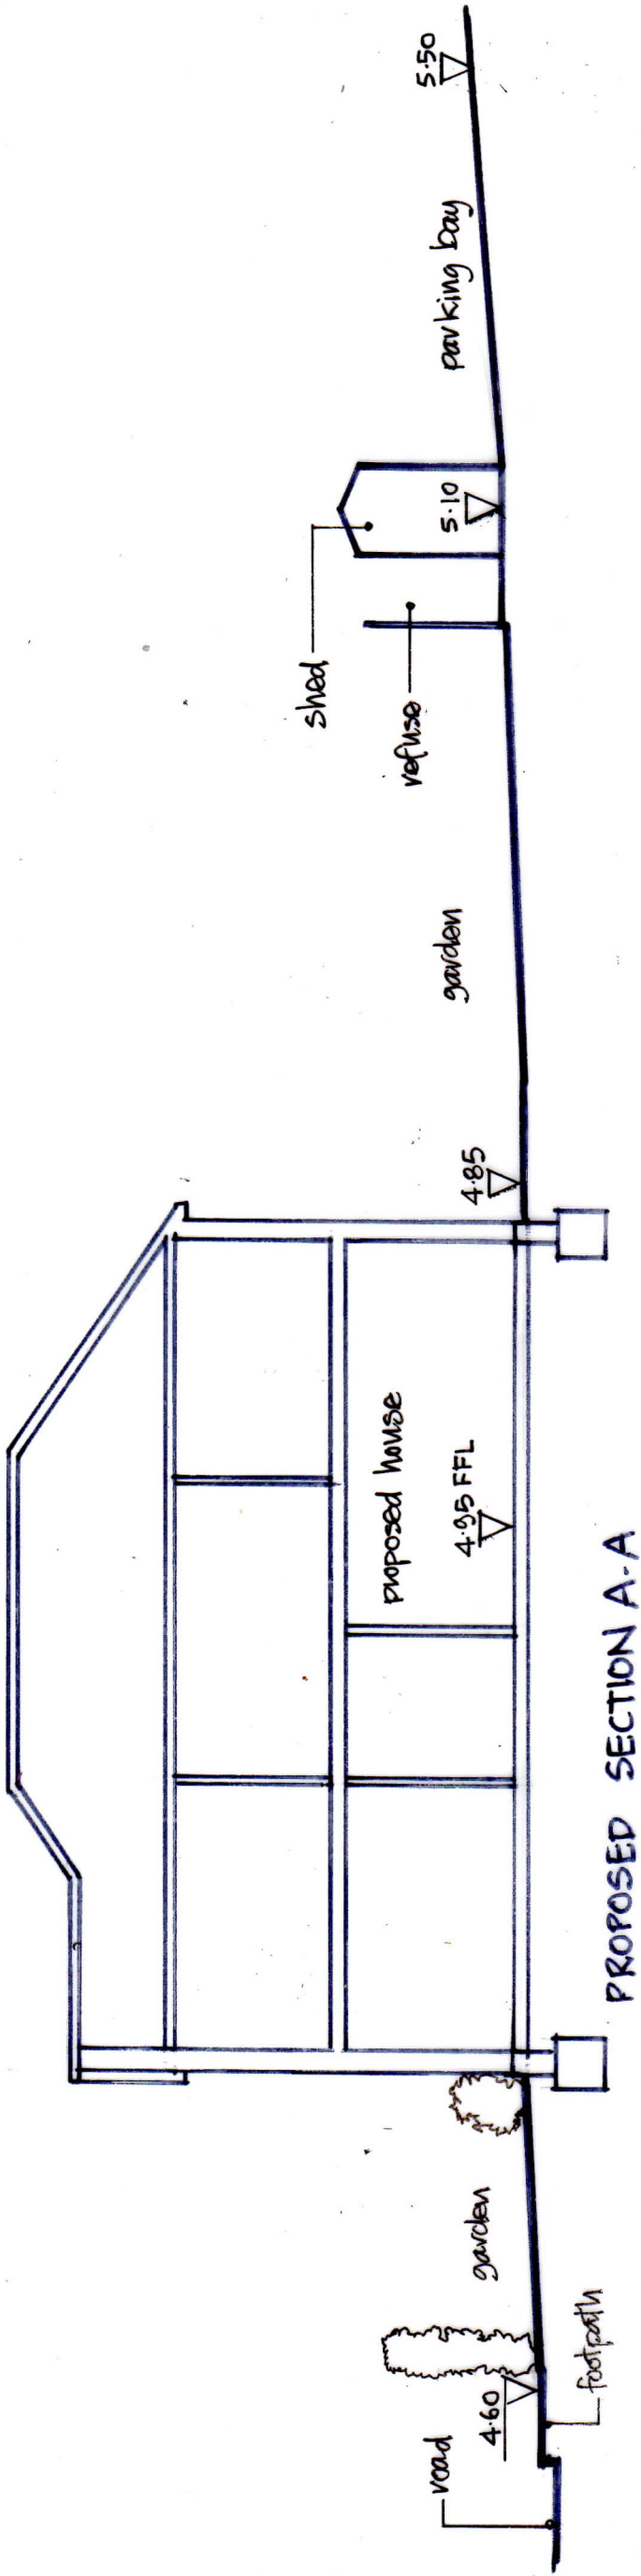 road
4.60
footpath
garden
proposed house
4.95 FFL
4.85
garden
refuse
shed
5.10
parking bay
5.50
PROPOSED SECTION A-A